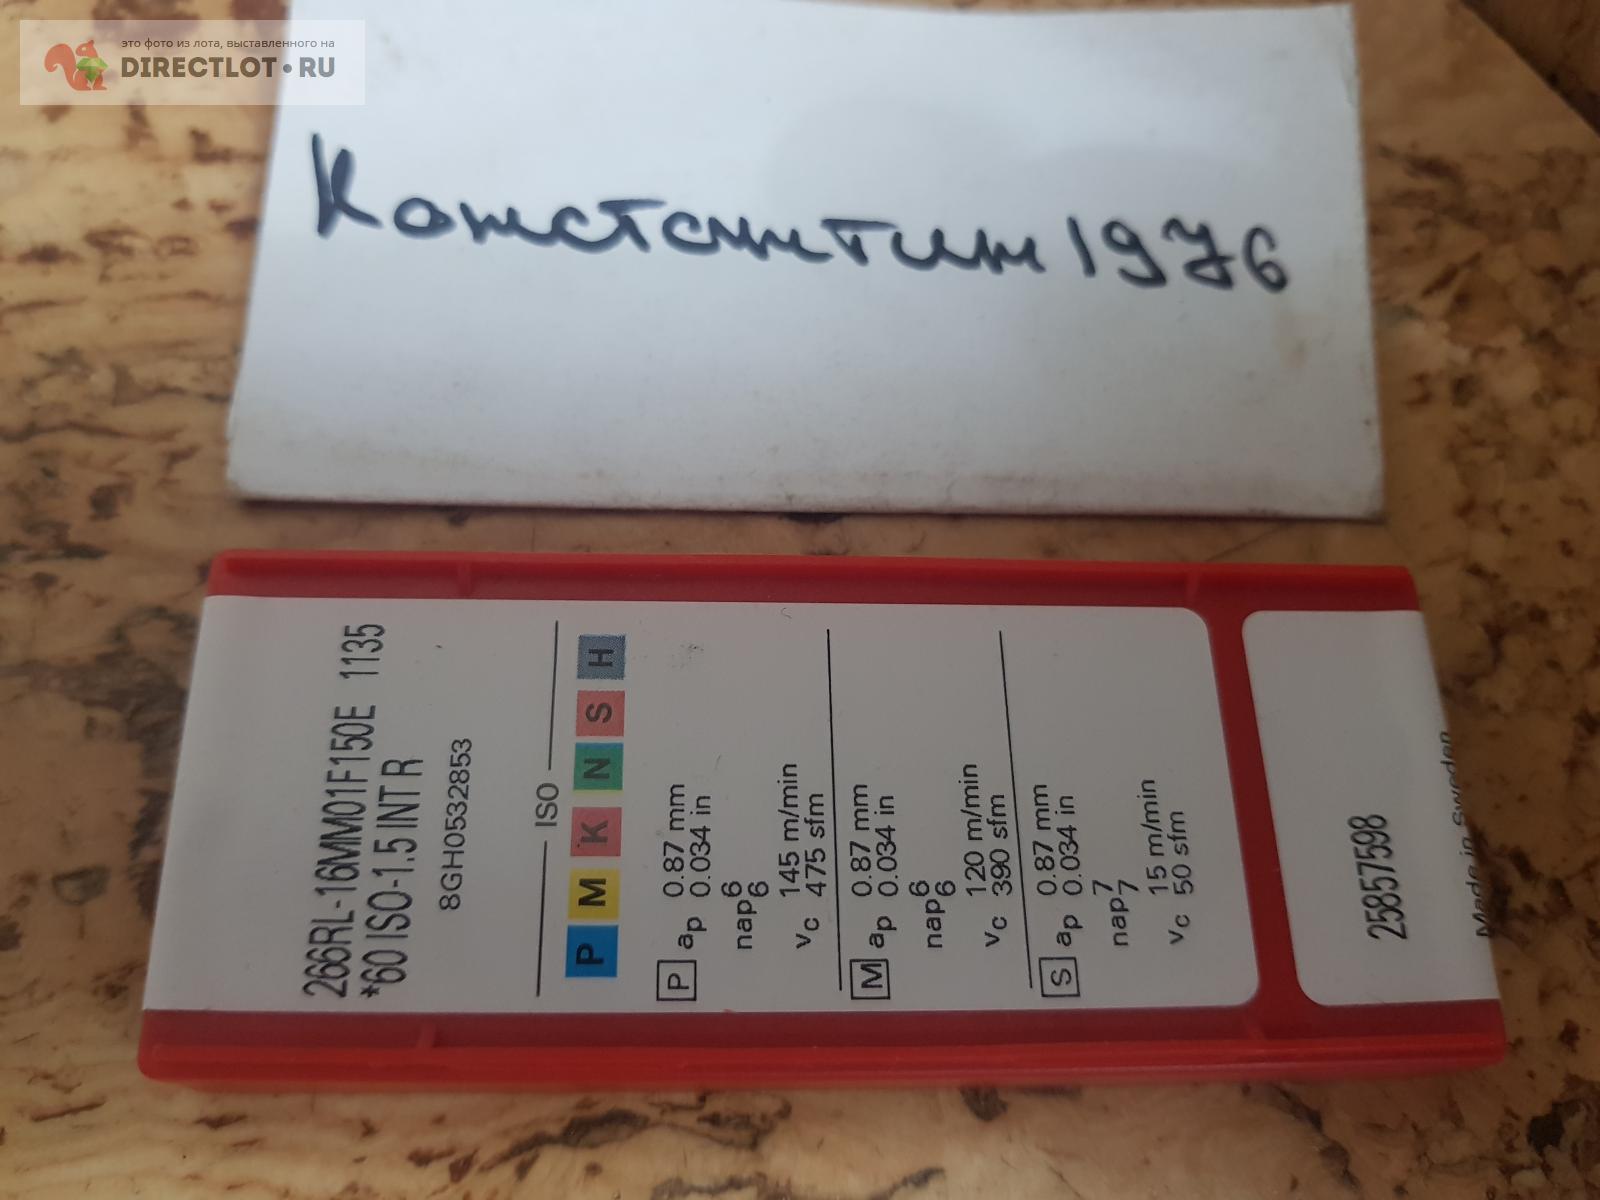 это фото из лота, выставленного на
DIRECTLOT•RU
Константин 1976
266RL-16MM01F150E 1135
*60 ISO-1.5 INT R
8GH0532853
ISO
P M K N S H
P ap 0.87 mm
0.034 in
nap 6
6
vc 145 m/min
475 sfm
M ap 0.87 mm
0.034 in
nap 6
6
vc 120 m/min
390 sfm
S ap 0.87 mm
0.034 in
nap 7
7
vc 15 m/min
50 sfm
25857598
Made in Sweden